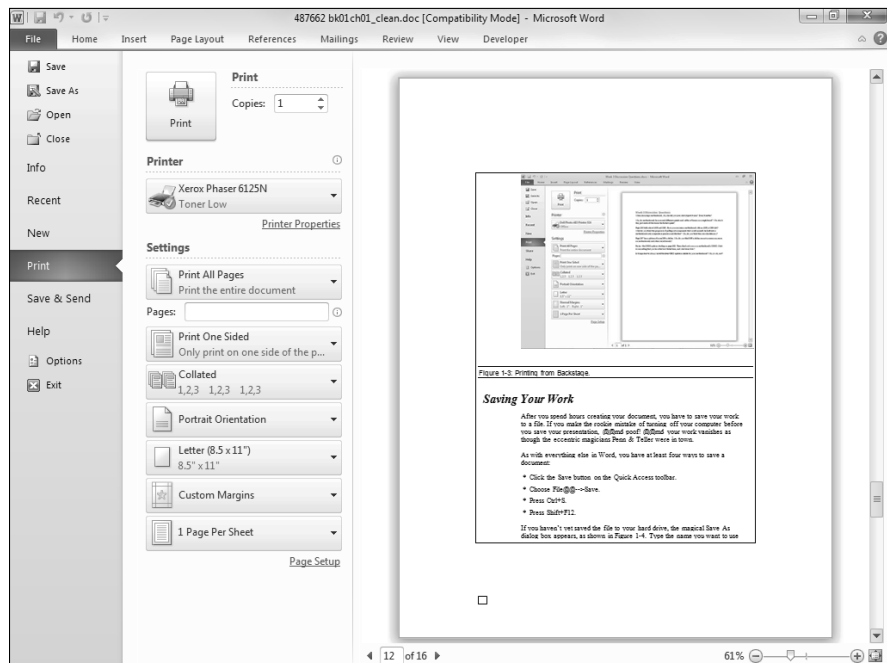 487662 bk01ch01_clean.doc [Compatibility Mode] - Microsoft Word
File Home Insert Page Layout References Mailings Review View Developer
Save
Save As
Open
Close
Info
Recent
New
Print
Save & Send
Help
Options
Exit
Print
Print
Copies: 1
Printer
Xerox Phaser 6125N
Toner Low
Printer Properties
Settings
Print All Pages
Print the entire document
Pages:
Print One Sided
Only print on one side of the p...
Collated
1,2,3 1,2,3 1,2,3
Portrait Orientation
Letter (8.5 x 11")
8.5" x 11"
Custom Margins
1 Page Per Sheet
Page Setup
Figure 1-3: Printing from Backstage.
Saving Your Work
After you spend hours creating your document, you have to save your work
to a file. If you make the rookie mistake of turning off your computer before
you save your presentation, @@md poof! @@md your work vanishes as
though the eccentric magicians Penn & Teller were in town.
As with everything else in Word, you have at least four ways to save a
document:
* Click the Save button on the Quick Access toolbar.
* Choose File@@-->Save.
* Press Ctrl+S.
* Press Shift+F12.
If you haven't yet saved the file to your hard drive, the magical Save As
dialog box appears, as shown in Figure 1-4. Type the name you want to use
12 of 16
61%